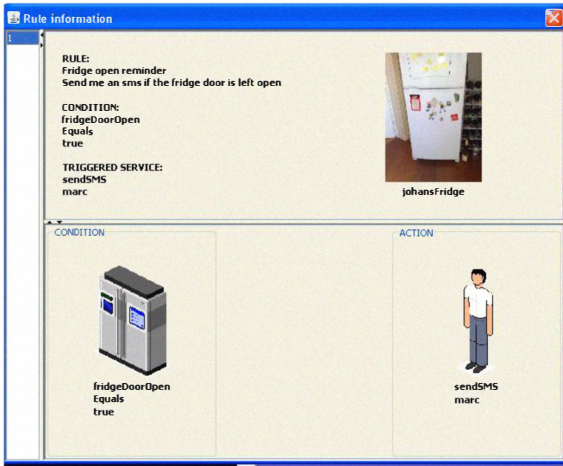 Rule information
1
RULE:
Fridge open reminder
Send me an sms if the fridge door is left open
CONDITION:
fridgeDoorOpen
Equals
true
TRIGGERED SERVICE:
sendSMS
marc
johansFridge
CONDITION
fridgeDoorOpen
Equals
true
ACTION
sendSMS
marc